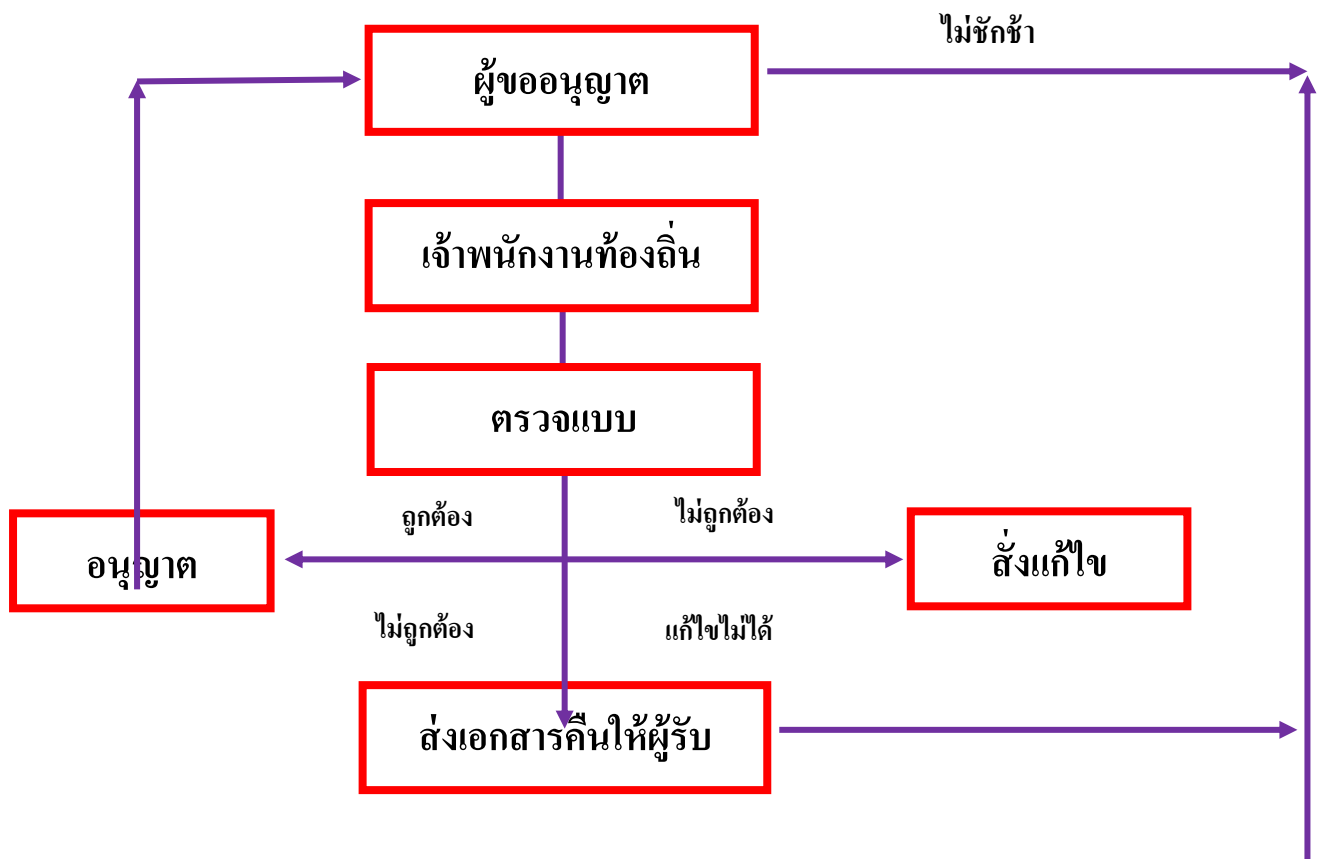 ไม่ชักช้า
ผู้ขออนุญาต
เจ้าพนักงานท้องถิ่น
ตรวจแบบ
ถูกต้อง
ไม่ถูกต้อง
อนุญาต
สั่งแก้ไข
ไม่ถูกต้อง
แก้ไขไม่ได้
ส่งเอกสารคืนให้ผู้รับ